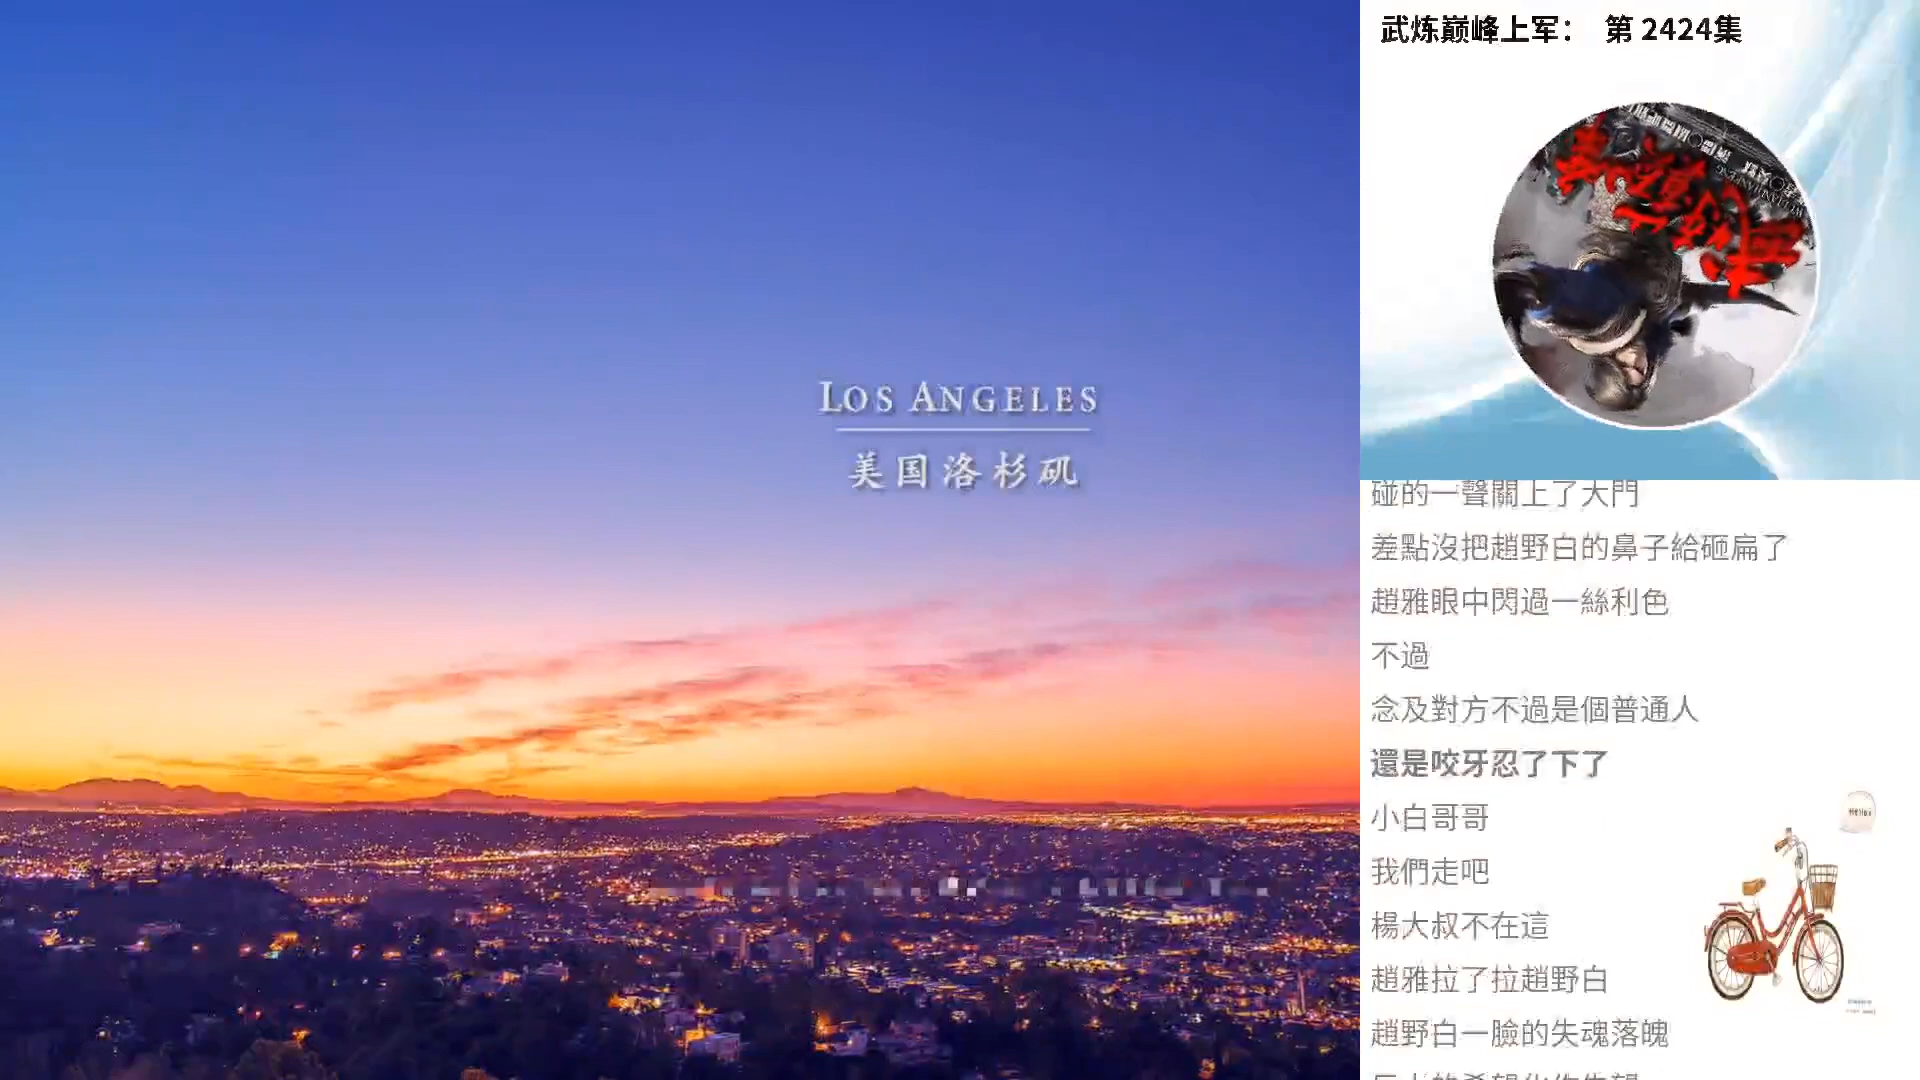 LOS ANGELES
美国洛杉矶
武炼巅峰上军： 第 2424集
碰的一聲關上了大門
差點沒把趙野白的鼻子給砸扁了
趙雅眼中閃過一絲利色
不過
念及對方不過是個普通人
還是咬牙忍了下了
小白哥哥
我們走吧
楊大叔不在這
趙雅拉了拉趙野白
趙野白一臉的失魂落魄